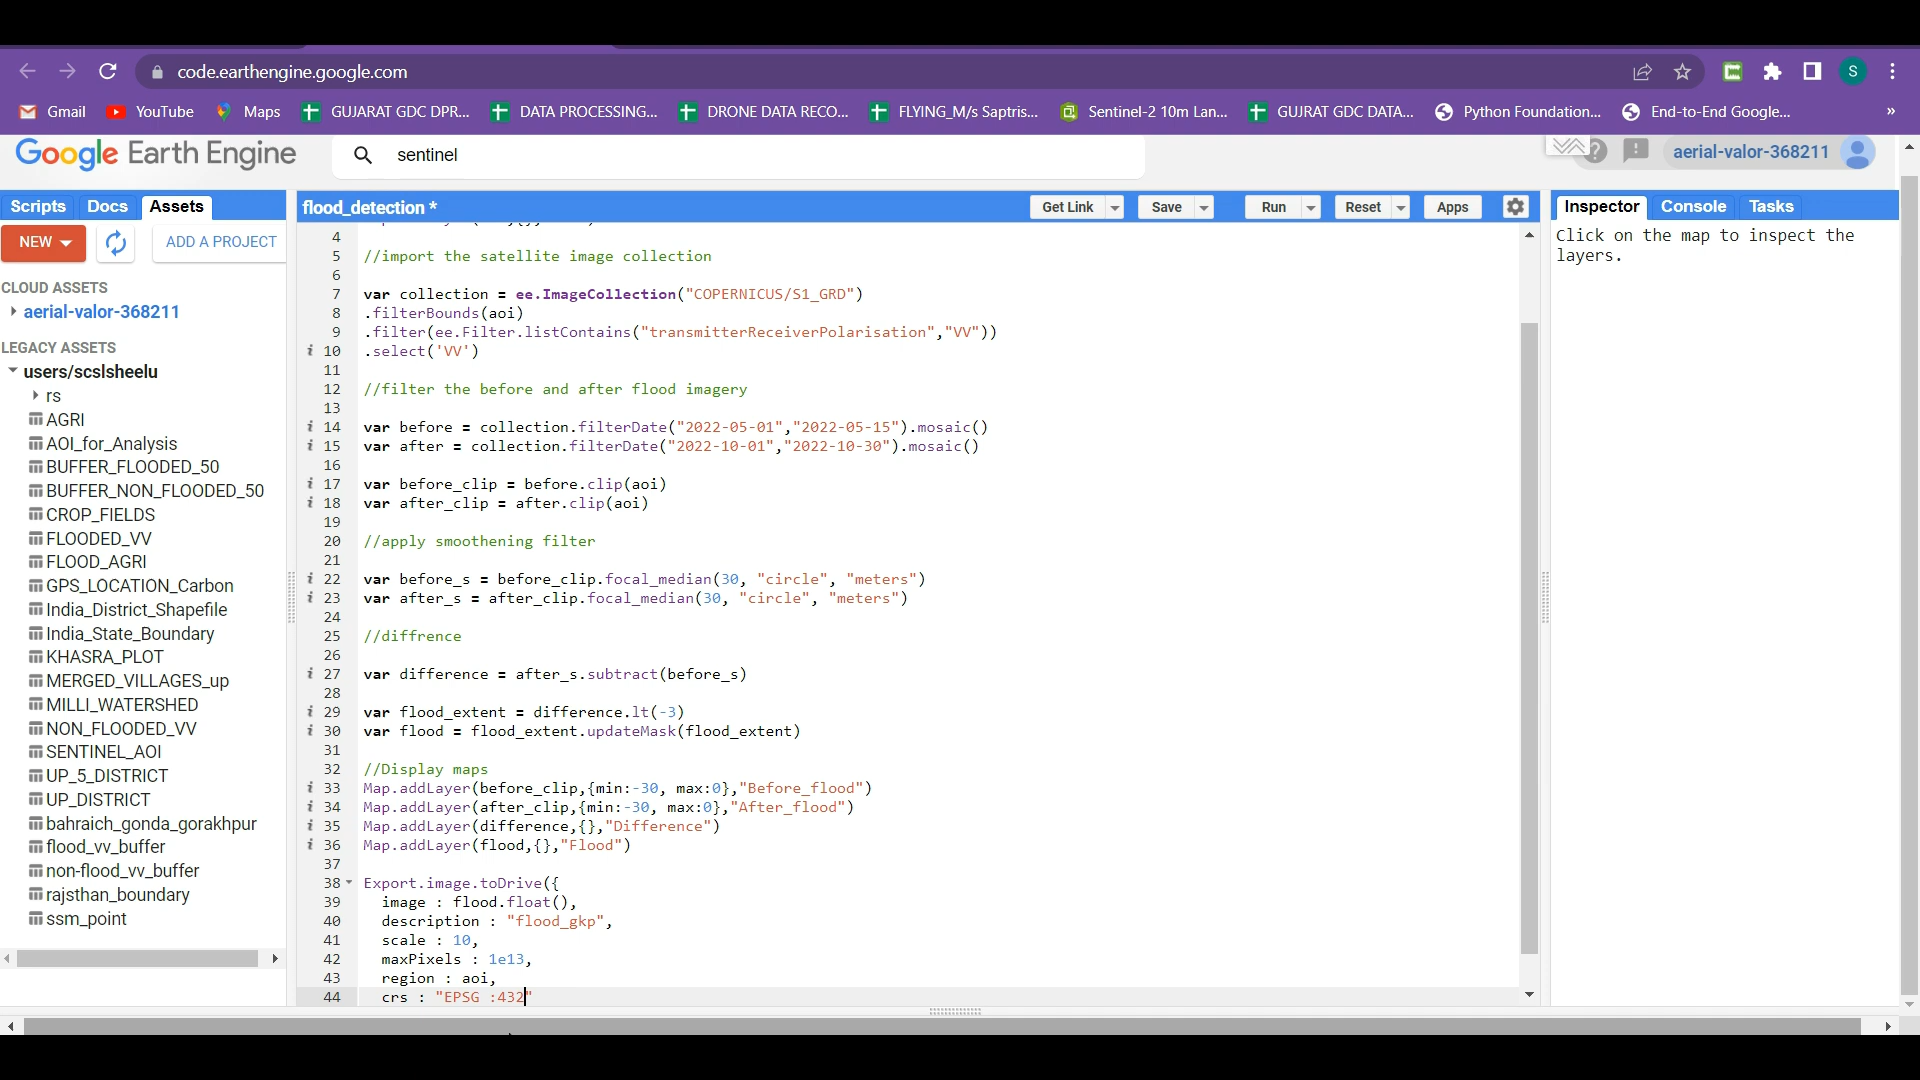 code.earthengine.google.com
S
Gmail YouTube Maps GUJARAT GDC DPR... DATA PROCESSING... DRONE DATA RECO... FLYING_M/s Saptris... Sentinel-2 10m Lan... GUJRAT GDC DATA... Python Foundation... End-to-End Google... »
Google Earth Engine
sentinel
aerial-valor-368211
Scripts Docs Assets
NEW
ADD A PROJECT
CLOUD ASSETS
aerial-valor-368211
LEGACY ASSETS
users/scslsheelu
rs
AGRI
AOI_for_Analysis
BUFFER_FLOODED_50
BUFFER_NON_FLOODED_50
CROP_FIELDS
FLOODED_VV
FLOOD_AGRI
GPS_LOCATION_Carbon
India_District_Shapefile
India_State_Boundary
KHASRA_PLOT
MERGED_VILLAGES_up
MILLI_WATERSHED
NON_FLOODED_VV
SENTINEL_AOI
UP_5_DISTRICT
UP_DISTRICT
bahraich_gonda_gorakhpur
flood_vv_buffer
non-flood_vv_buffer
rajsthan_boundary
ssm_point
flood_detection *
Get Link Save Run Reset Apps
4
5 //import the satellite image collection
6
7 var collection = ee.ImageCollection("COPERNICUS/S1_GRD")
8 .filterBounds(aoi)
9 .filter(ee.Filter.listContains("transmitterReceiverPolarisation","VV"))
i 10 .select('VV')
11
12 //filter the before and after flood imagery
13
i 14 var before = collection.filterDate("2022-05-01","2022-05-15").mosaic()
i 15 var after = collection.filterDate("2022-10-01","2022-10-30").mosaic()
16
i 17 var before_clip = before.clip(aoi)
i 18 var after_clip = after.clip(aoi)
19
20 //apply smoothening filter
21
i 22 var before_s = before_clip.focal_median(30, "circle", "meters")
i 23 var after_s = after_clip.focal_median(30, "circle", "meters")
24
25 //diffrence
26
i 27 var difference = after_s.subtract(before_s)
28
i 29 var flood_extent = difference.lt(-3)
i 30 var flood = flood_extent.updateMask(flood_extent)
31
32 //Display maps
i 33 Map.addLayer(before_clip,{min:-30, max:0},"Before_flood")
i 34 Map.addLayer(after_clip,{min:-30, max:0},"After_flood")
i 35 Map.addLayer(difference,{},"Difference")
i 36 Map.addLayer(flood,{},"Flood")
37
38 Export.image.toDrive({
39 image : flood.float(),
40 description : "flood_gkp",
41 scale : 10,
42 maxPixels : 1e13,
43 region : aoi,
44 crs : "EPSG :432"
Inspector Console Tasks
Click on the map to inspect the
layers.